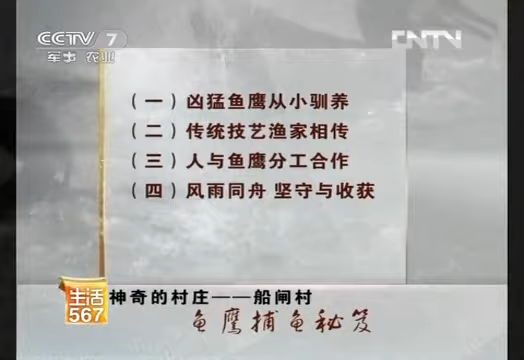 CCTV 7
CNTV
军事 农业
（一）凶猛鱼鹰从小驯养
（二）传统技艺渔家相传
（三）人与鱼鹰分工合作
（四）风雨同舟 坚守与收获
生活
567
神奇的村庄——船闸村
鱼鹰捕鱼秘笈